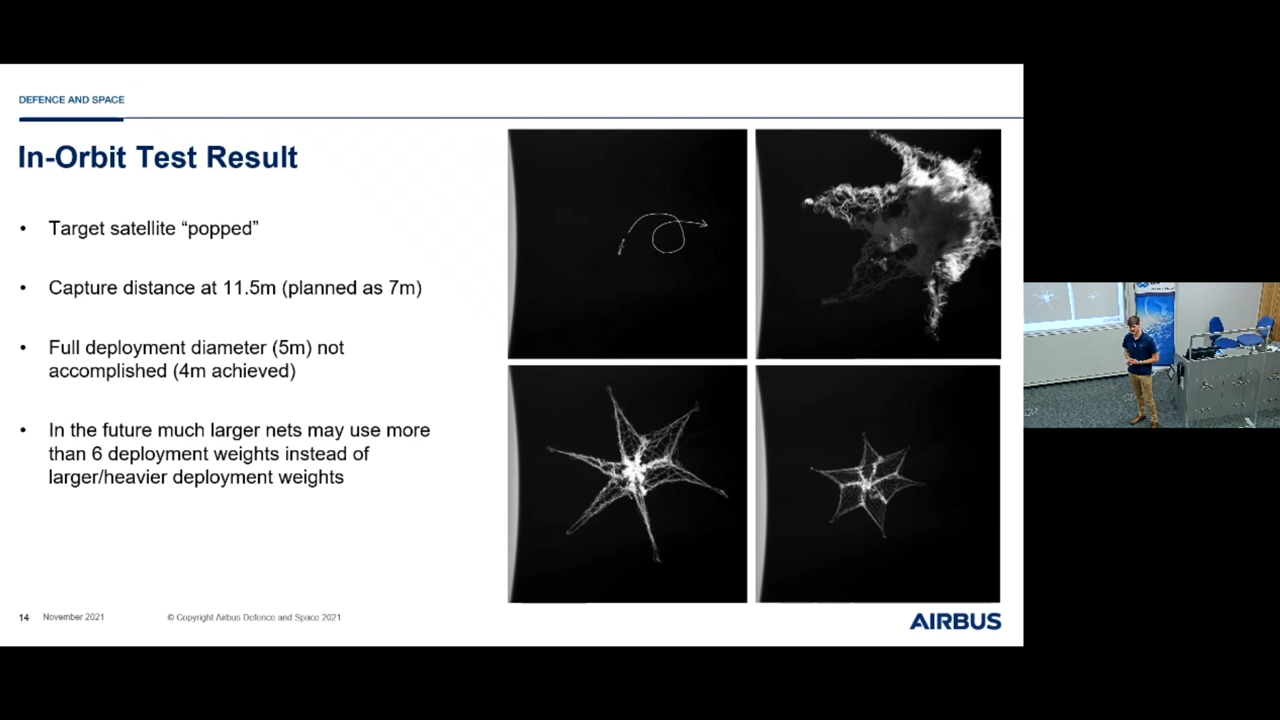 DEFENCE AND SPACE
In-Orbit Test Result
• Target satellite “popped”
• Capture distance at 11.5m (planned as 7m)
• Full deployment diameter (5m) not
accomplished (4m achieved)
• In the future much larger nets may use more
than 6 deployment weights instead of
larger/heavier deployment weights
14 November 2021 © Copyright Airbus Defence and Space 2021
AIRBUS